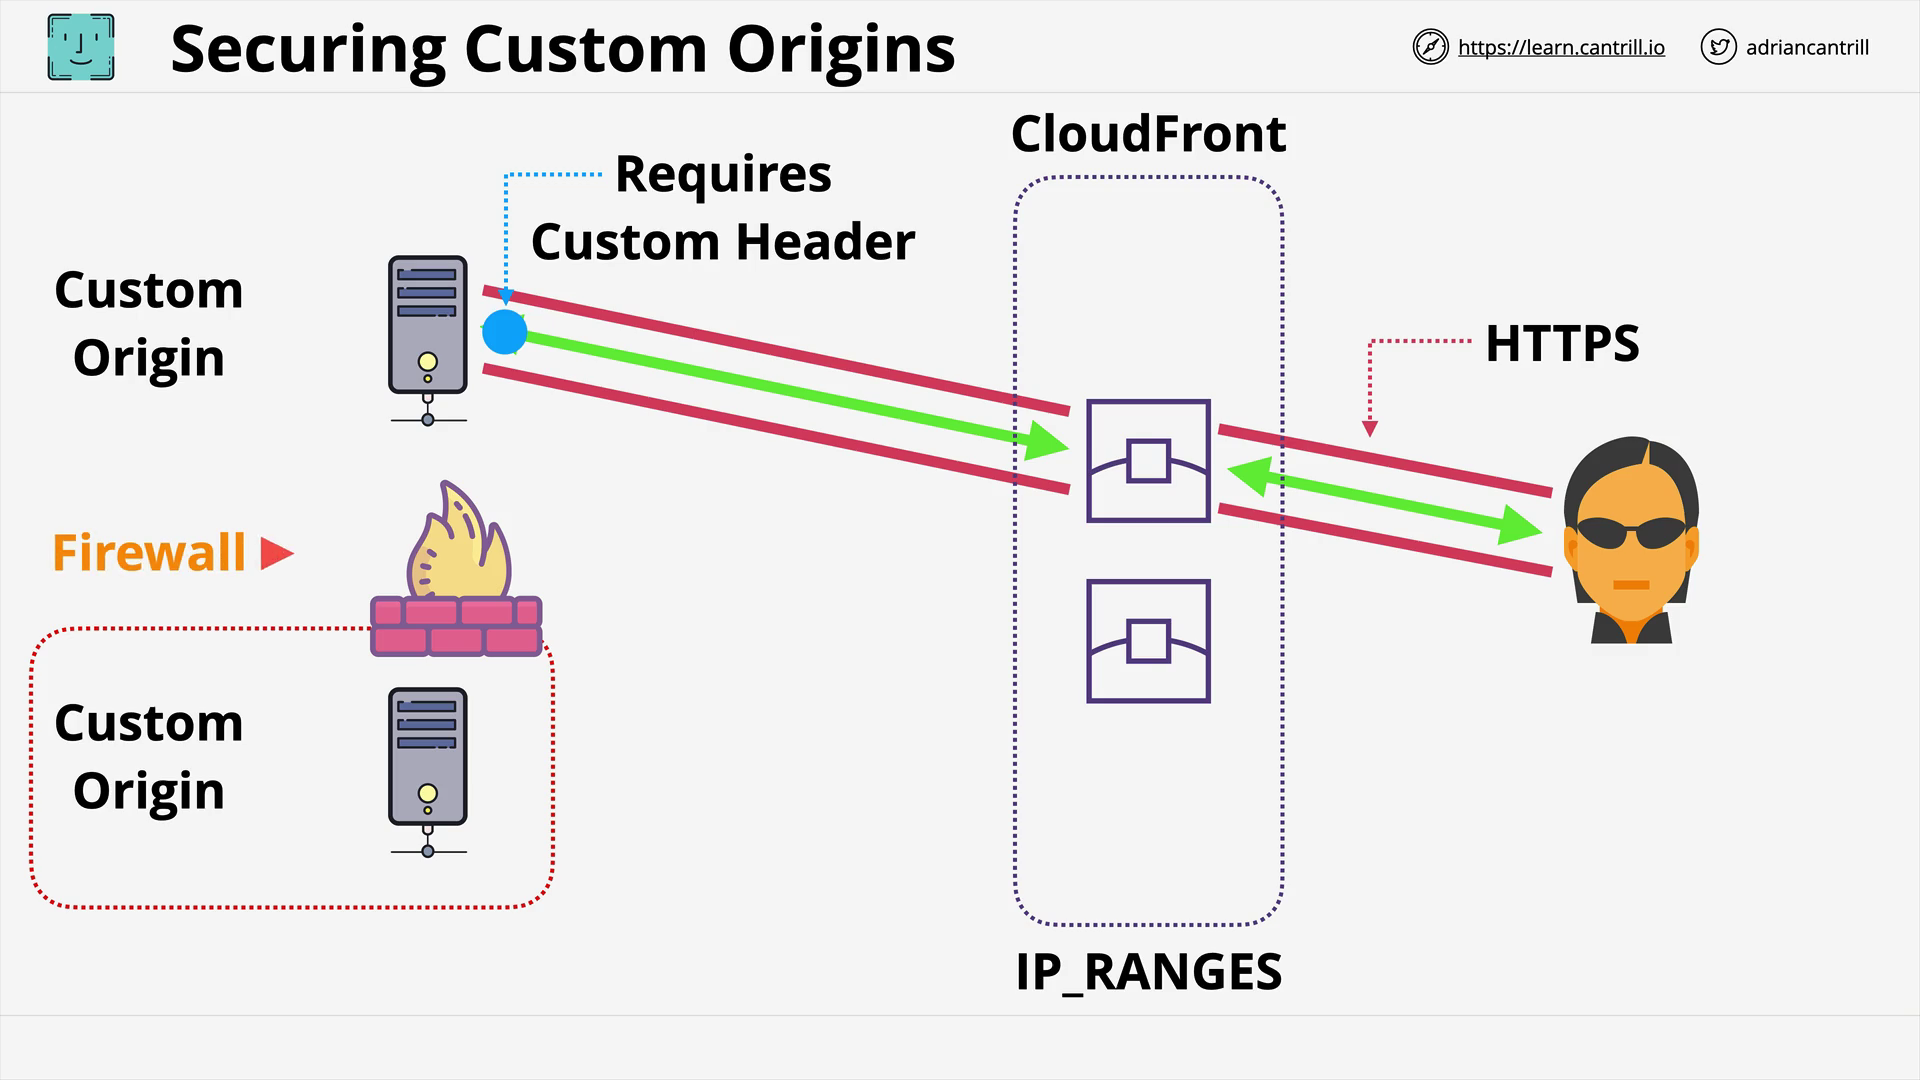 Securing Custom Origins
https://learn.cantrill.io
adriancantrill
CloudFront
Requires
Custom Header
Custom
Origin
HTTPS
Firewall
Custom
Origin
IP_RANGES